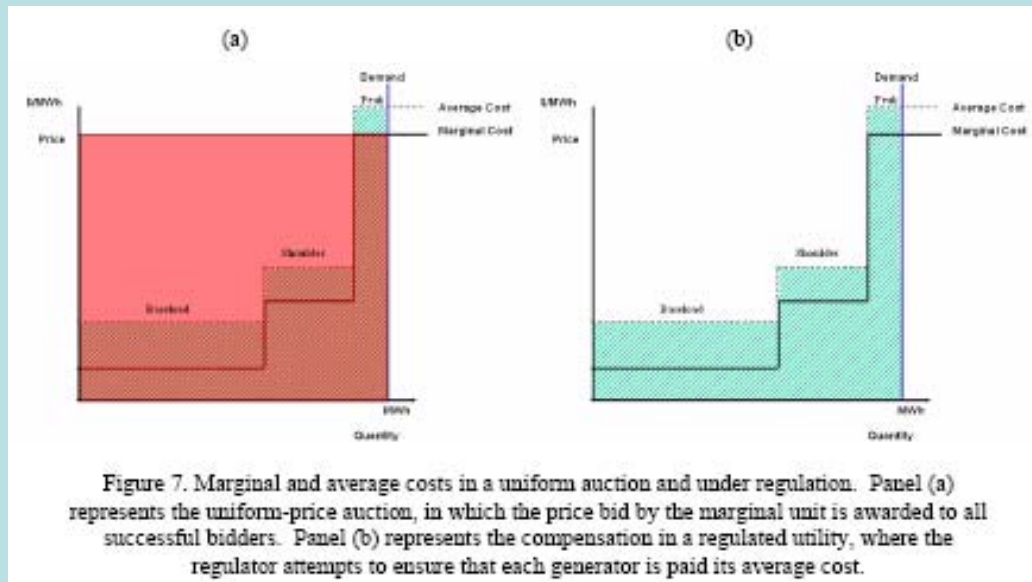 (a)
(b)
Demand
Demand
$/MWh
Peak
Average Cost
$/MWh
Peak
Average Cost
Price
Marginal Cost
Price
Marginal Cost
Shoulder
Shoulder
Baseload
Baseload
MWh
MWh
Quantity
Quantity
Figure 7. Marginal and average costs in a uniform auction and under regulation. Panel (a)
represents the uniform-price auction, in which the price bid by the marginal unit is awarded to all
successful bidders. Panel (b) represents the compensation in a regulated utility, where the
regulator attempts to ensure that each generator is paid its average cost.